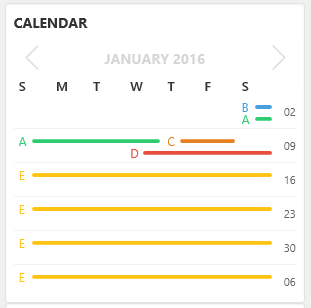 CALENDAR
JANUARY 2016
S M T W T F S
B
A 02
A C 09
D
E 16
E 23
E 30
E 06